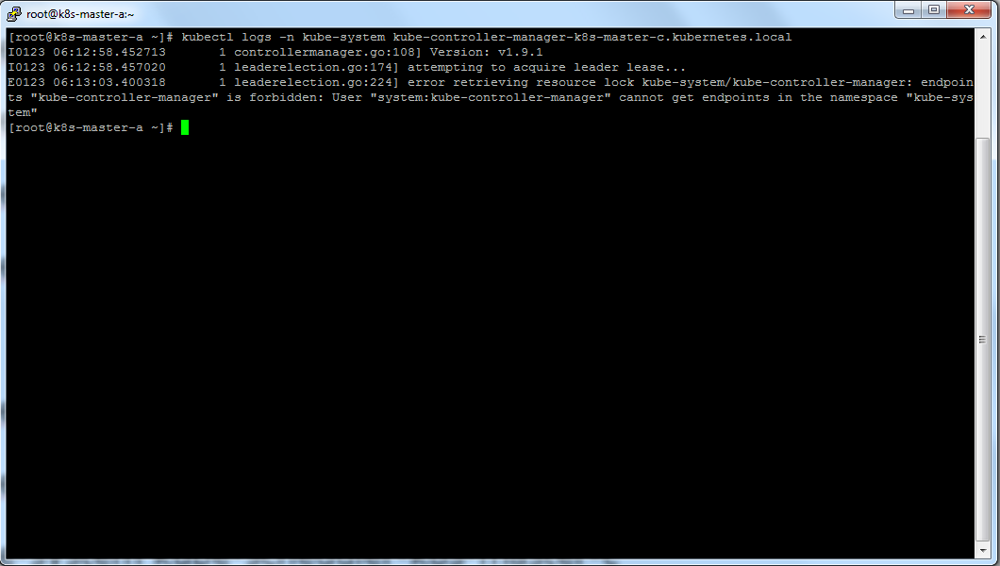 root@k8s-master-a:~
[root@k8s-master-a ~]# kubectl logs -n kube-system kube-controller-manager-k8s-master-c.kubernetes.local
I0123 06:12:58.452713       1 controllermanager.go:108] Version: v1.9.1
I0123 06:12:58.457020       1 leaderelection.go:174] attempting to acquire leader lease...
E0123 06:13:03.400318       1 leaderelection.go:224] error retrieving resource lock kube-system/kube-controller-manager: endpoin
ts "kube-controller-manager" is forbidden: User "system:kube-controller-manager" cannot get endpoints in the namespace "kube-sys
tem"
[root@k8s-master-a ~]#